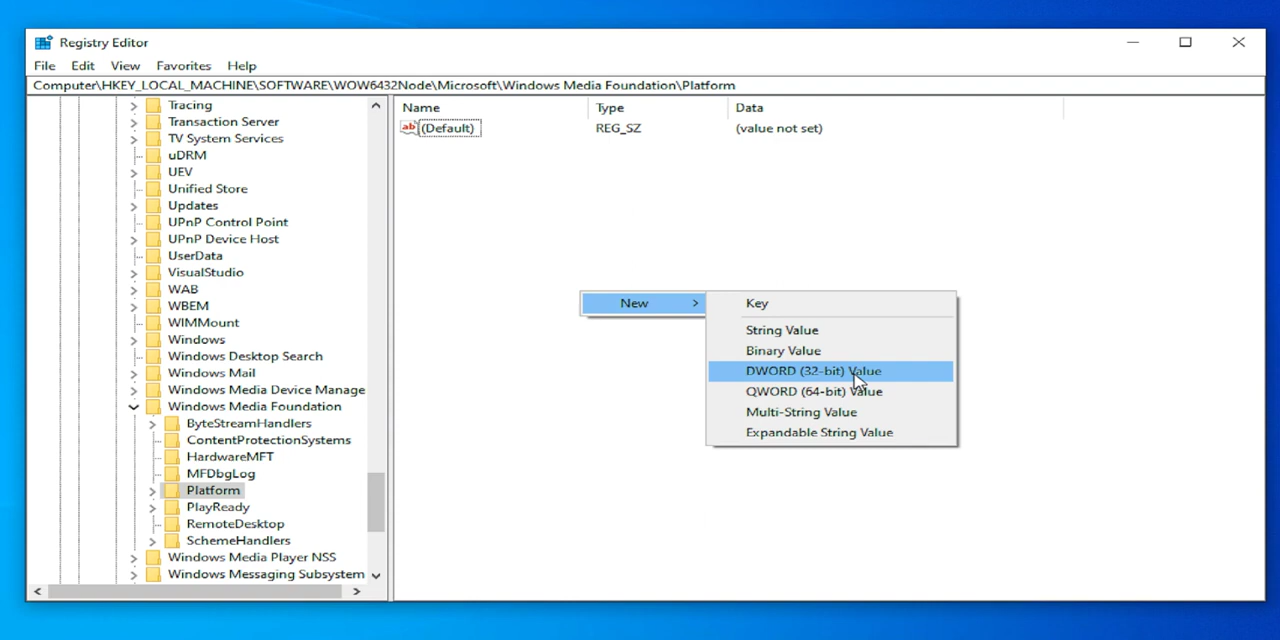 Registry Editor
File Edit View Favorites Help
Computer\HKEY_LOCAL_MACHINE\SOFTWARE\WOW6432Node\Microsoft\Windows Media Foundation\Platform
Tracing
Transaction Server
TV System Services
uDRM
UEV
Unified Store
Updates
UPnP Control Point
UPnP Device Host
UserData
VisualStudio
WAB
WBEM
WIMMount
Windows
Windows Desktop Search
Windows Mail
Windows Media Device Manage
Windows Media Foundation
ByteStreamHandlers
ContentProtectionSystems
HardwareMFT
MFDbgLog
Platform
PlayReady
RemoteDesktop
SchemeHandlers
Windows Media Player NSS
Windows Messaging Subsystem
Name Type Data
ab (Default) REG_SZ (value not set)
New
Key
String Value
Binary Value
DWORD (32-bit) Value
QWORD (64-bit) Value
Multi-String Value
Expandable String Value